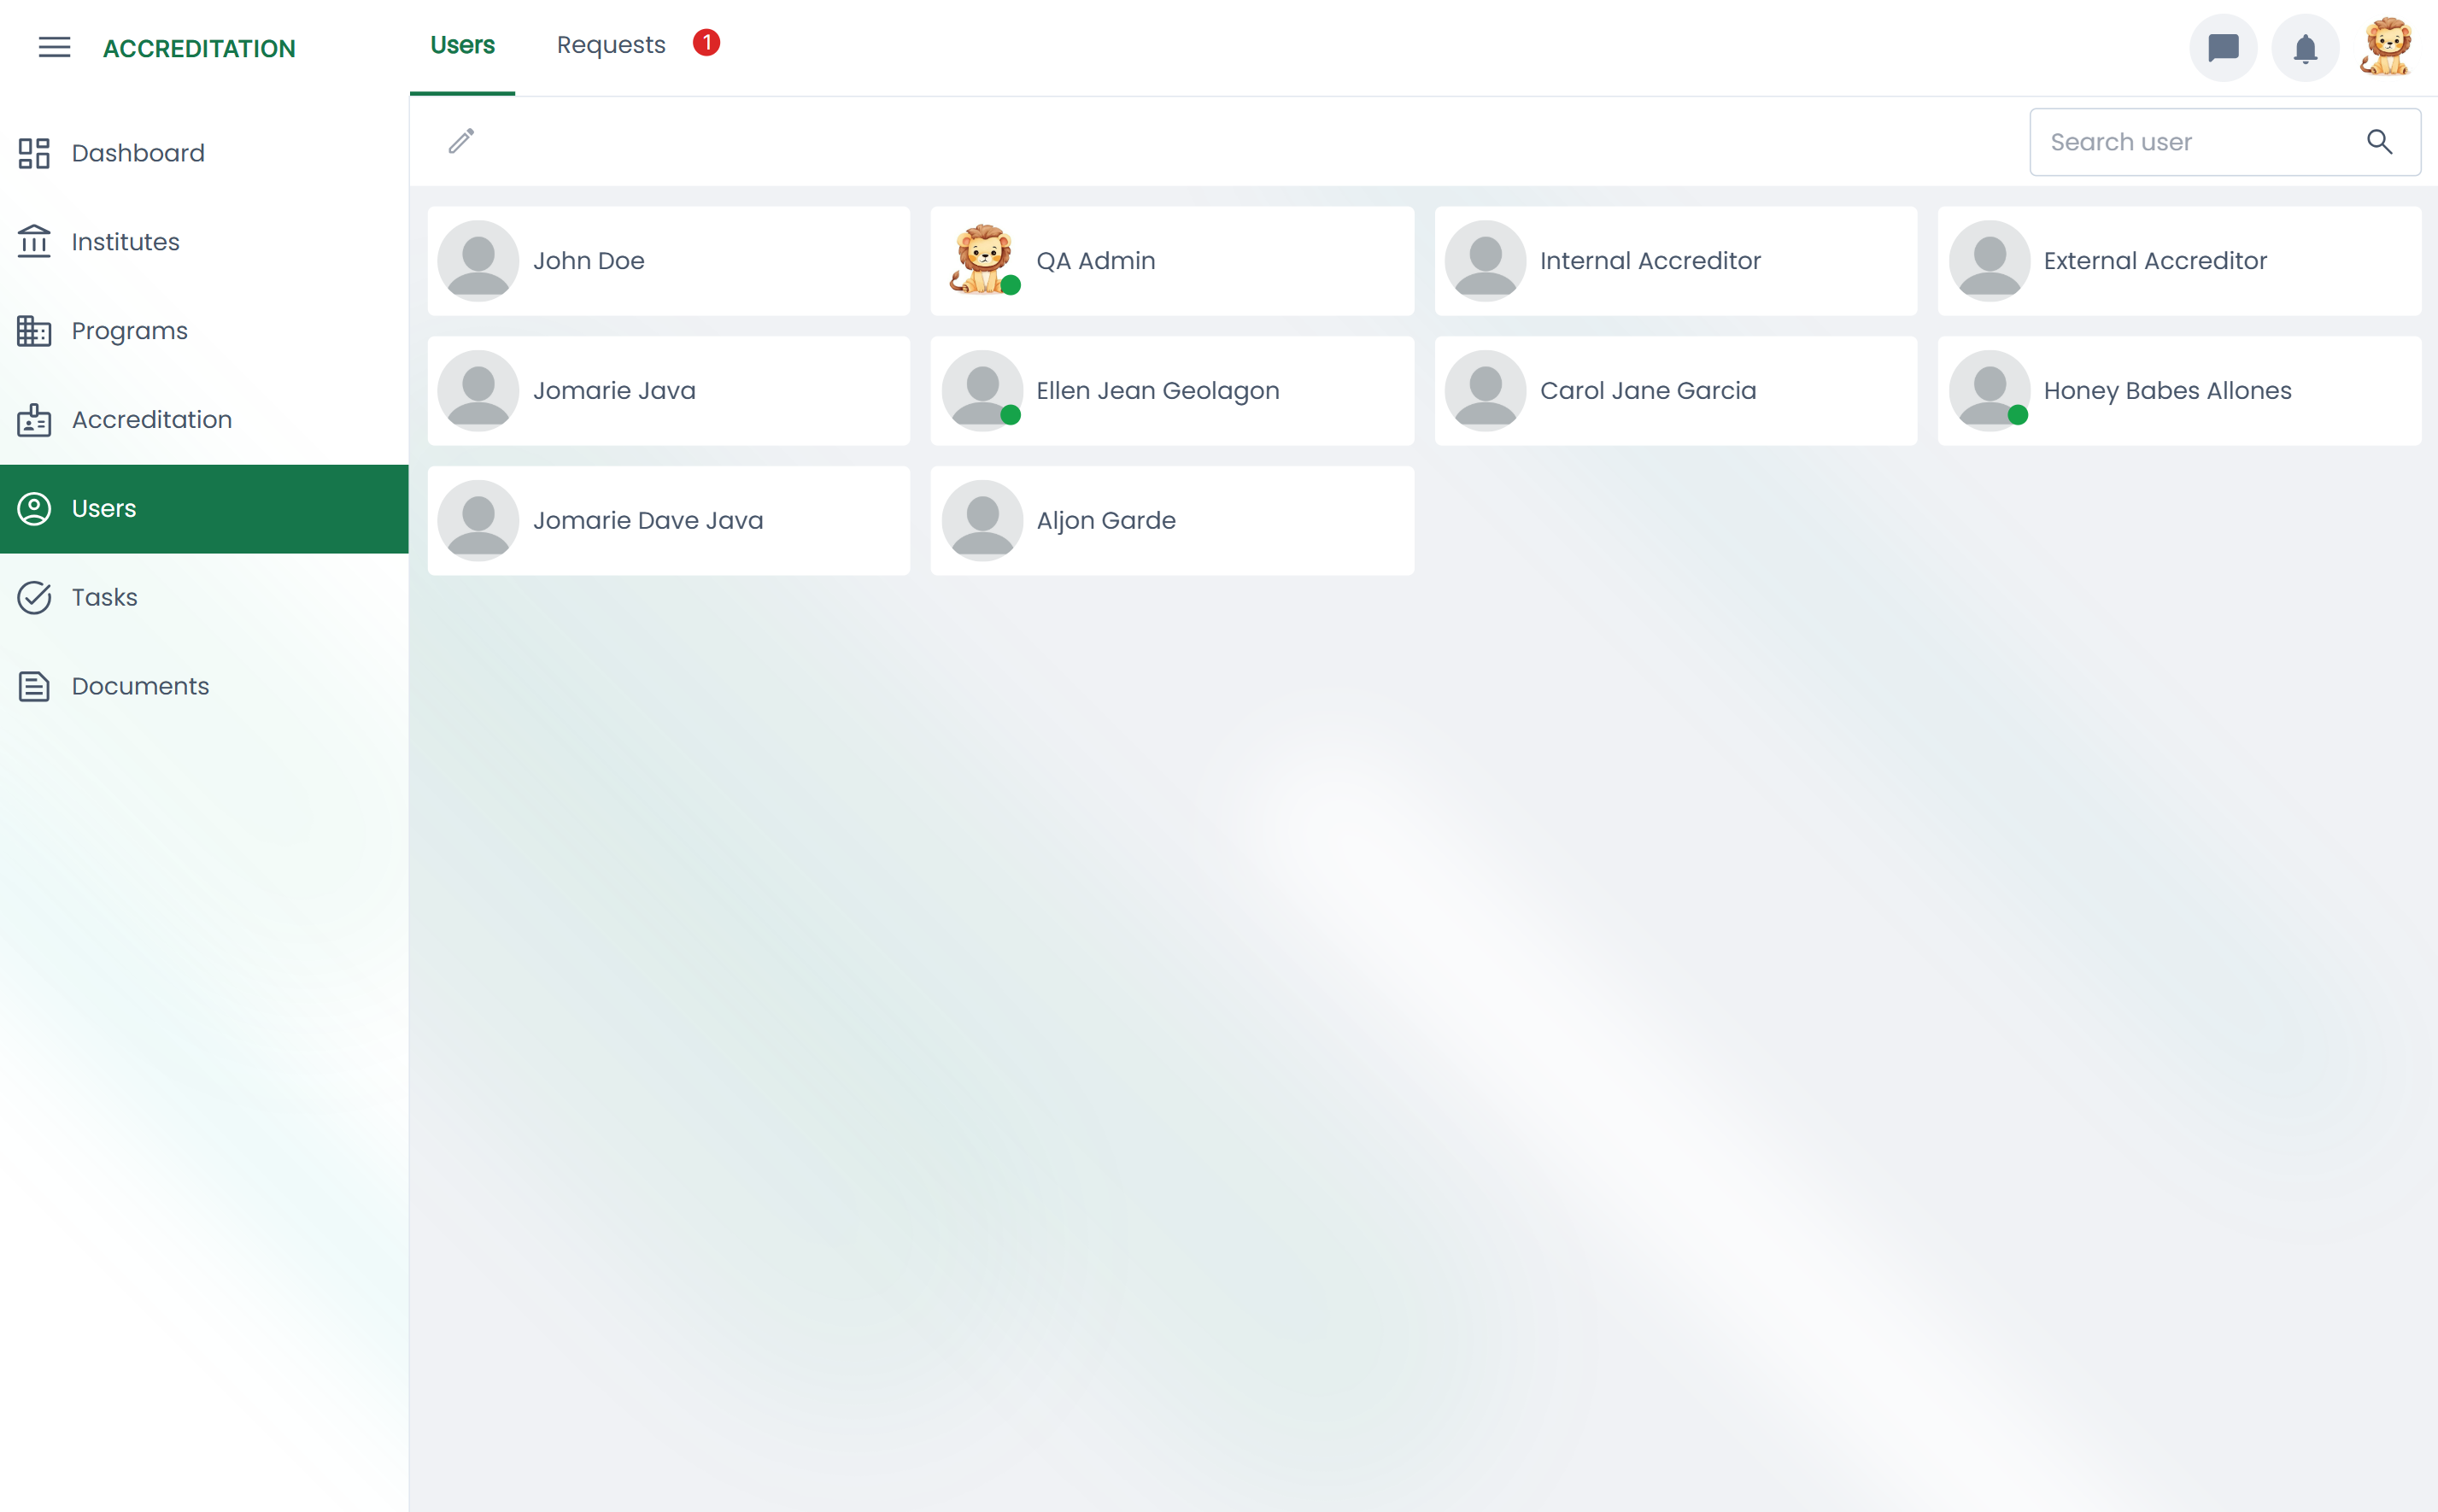 ACCREDITATION
Users
Requests
1
Search user
Dashboard
Institutes
Programs
Accreditation
Users
Tasks
Documents
John Doe
QA Admin
Internal Accreditor
External Accreditor
Jomarie Java
Ellen Jean Geolagon
Carol Jane Garcia
Honey Babes Allones
Jomarie Dave Java
Aljon Garde